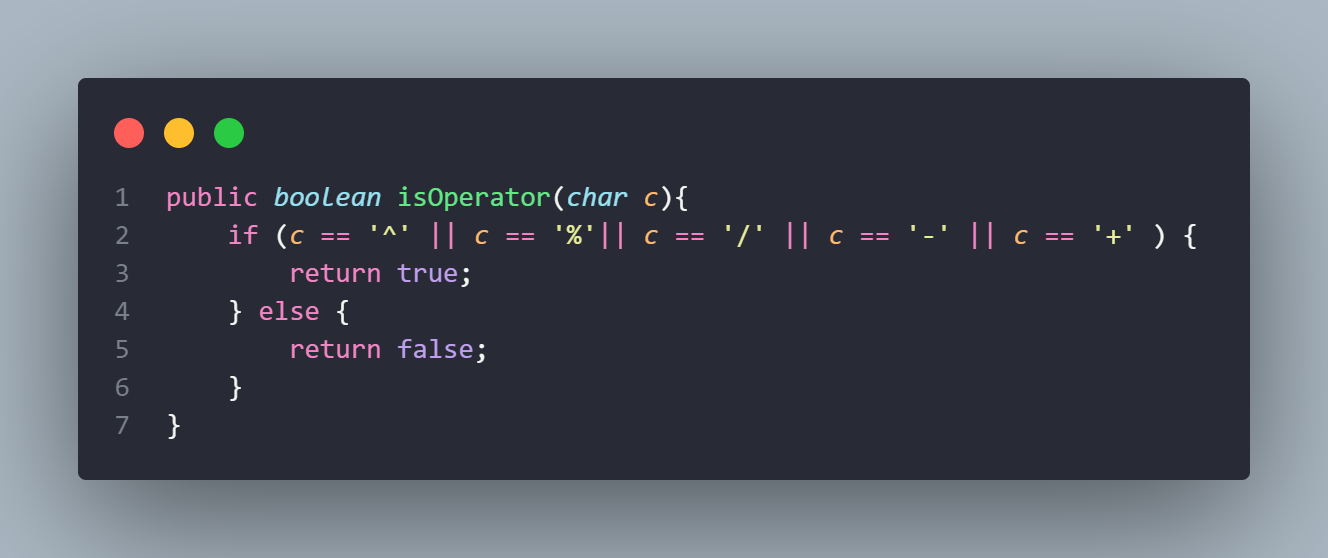 1 public boolean isOperator(char c){
2     if (c == '^' || c == '%'|| c == '/' || c == '-' || c == '+' ) {
3         return true;
4     } else {
5         return false;
6     }
7 }